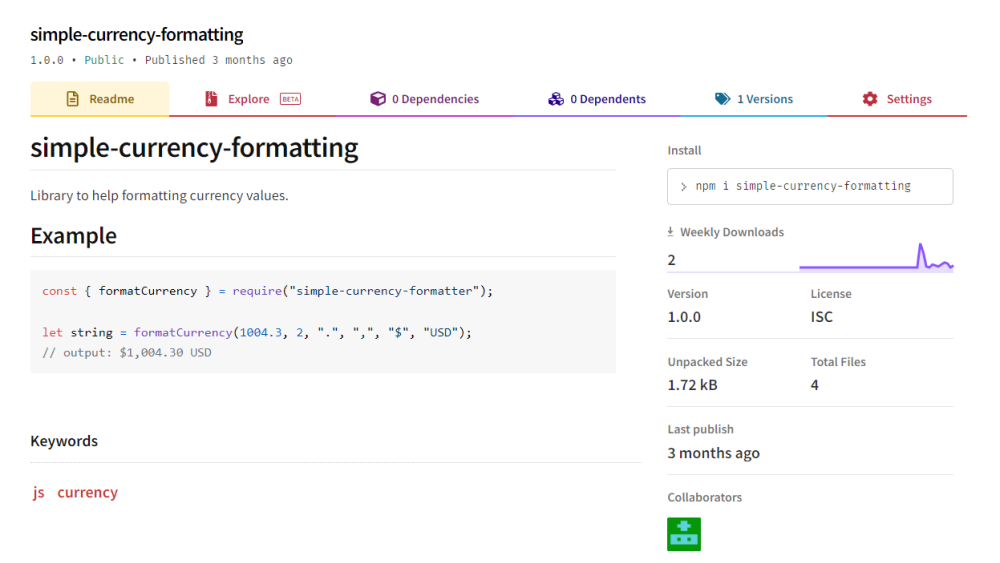 simple-currency-formatting
1.0.0 • Public • Published 3 months ago
Readme
Explore BETA
0 Dependencies
0 Dependents
1 Versions
Settings
simple-currency-formatting
Library to help formatting currency values.
Example
const { formatCurrency } = require("simple-currency-formatter");
let string = formatCurrency(1004.3, 2, ".", ",", "$", "USD");
// output: $1,004.30 USD
Keywords
js currency
Install
> npm i simple-currency-formatting
Weekly Downloads
2
Version
License
1.0.0
ISC
Unpacked Size
Total Files
1.72 kB
4
Last publish
3 months ago
Collaborators